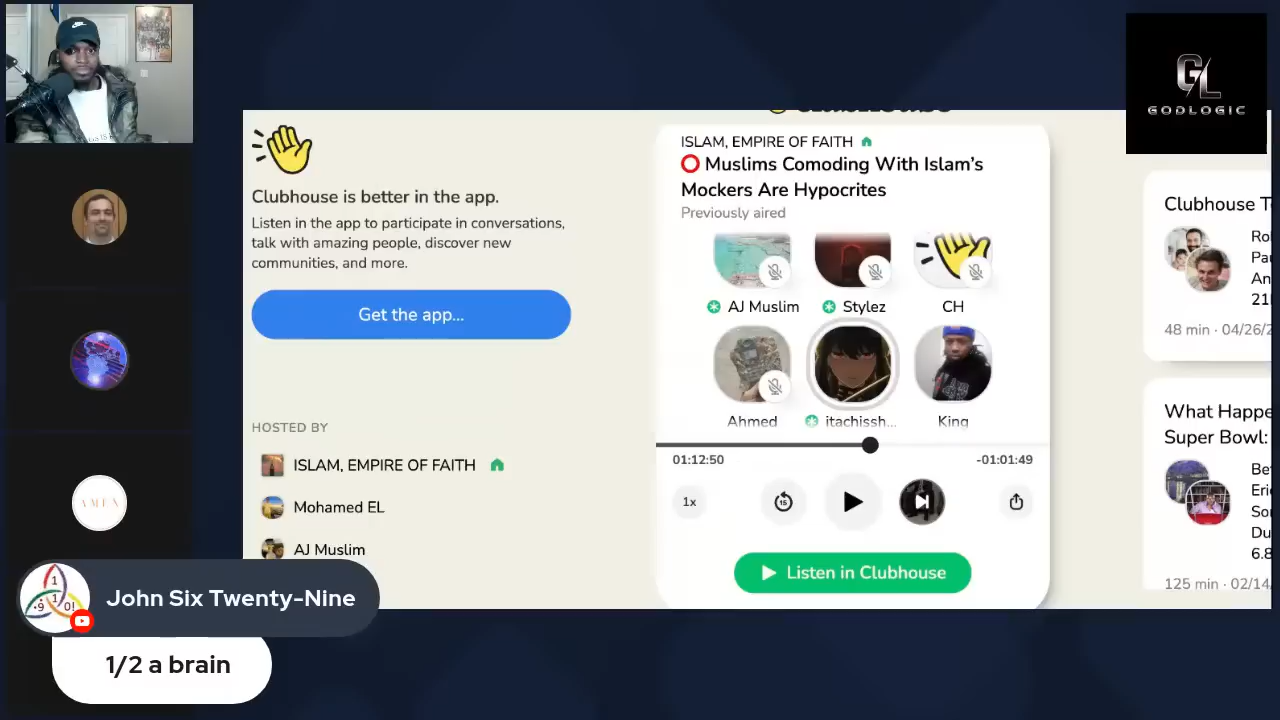 GL
GODLOGIC
Clubhouse is better in the app.
Listen in the app to participate in conversations,
talk with amazing people, discover new
communities, and more.
Get the app...
HOSTED BY
ISLAM, EMPIRE OF FAITH
Mohamed EL
AJ Muslim
ISLAM, EMPIRE OF FAITH
Muslims Comoding With Islam's
Mockers Are Hypocrites
Previously aired
AJ Muslim
Stylez
CH
Ahmed
itachissh...
King
01:12:50
-01:01:49
1x
15
Listen in Clubhouse
Clubhouse T
48 min · 04/26/2
What Happe
Super Bowl:
125 min · 02/14/
AMEN
John Six Twenty-Nine
1/2 a brain